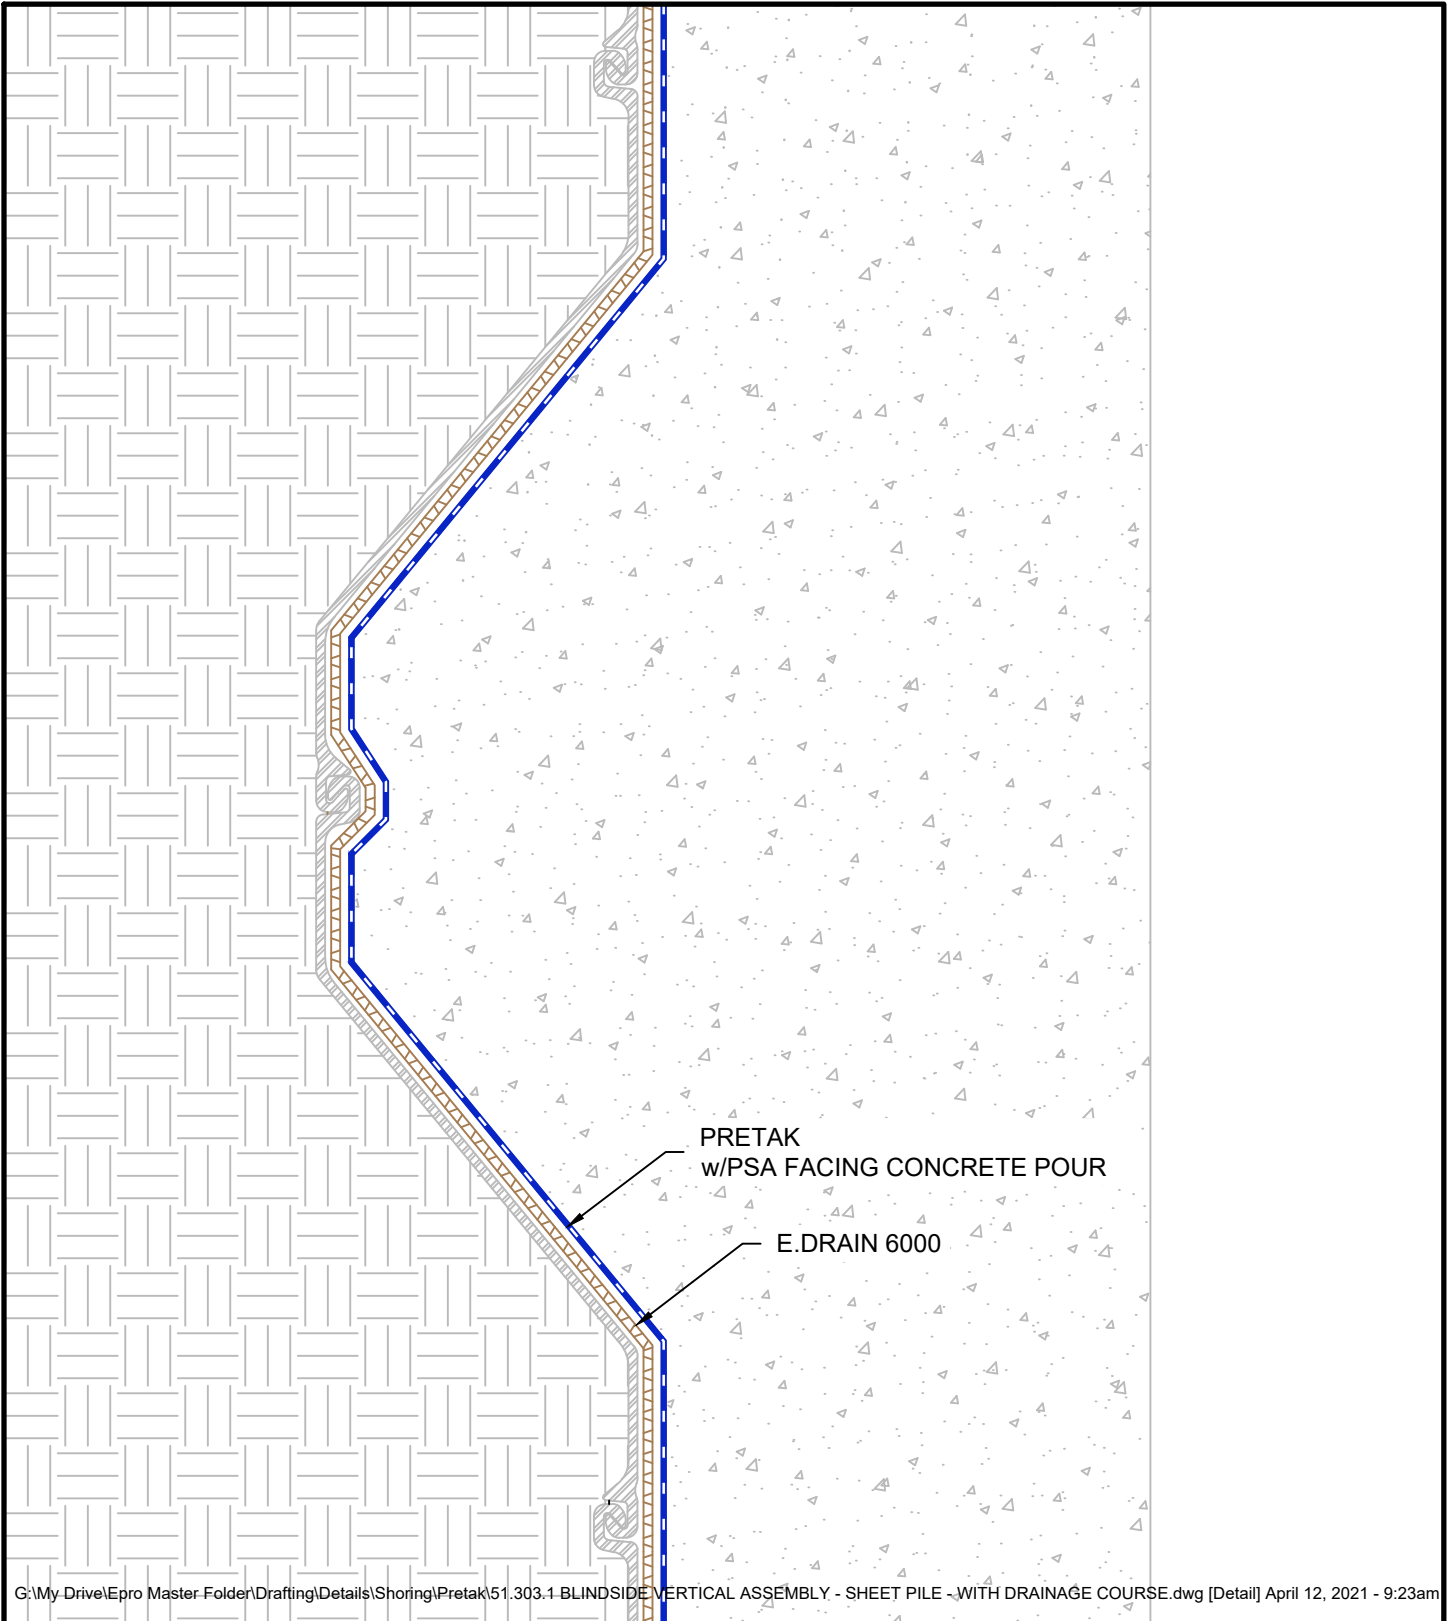 PRETAK
w/PSA FACING CONCRETE POUR
E.DRAIN 6000
G:\My Drive\Epro Master Folder\Drafting\Details\Shoring\Pretak\51.303.1 BLINDSIDE VERTICAL ASSEMBLY - SHEET PILE - WITH DRAINAGE COURSE.dwg [Detail] April 12, 2021 - 9:23am